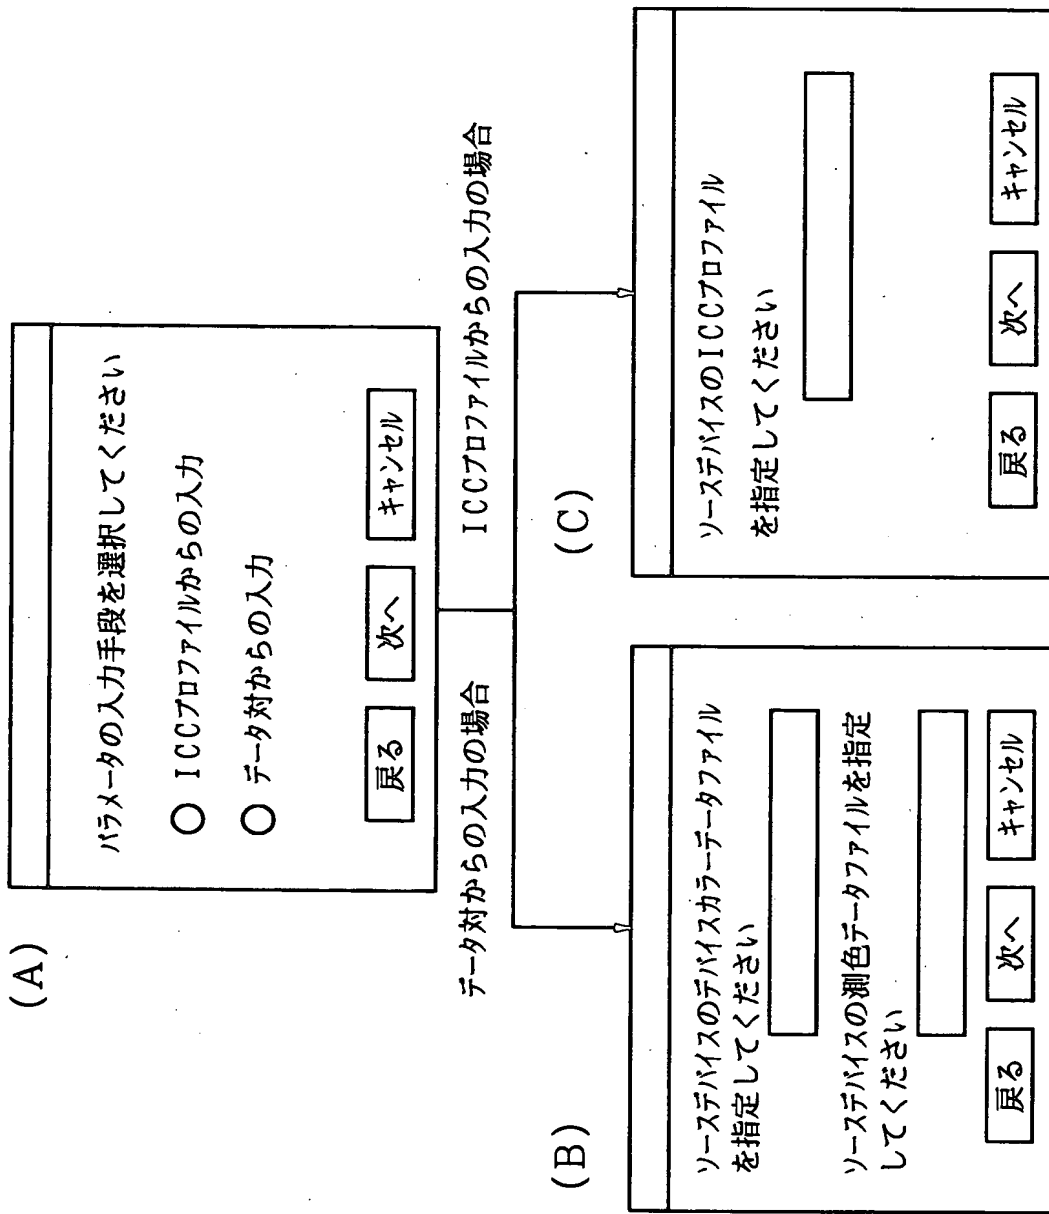 (A)
パラメータの入力手段を選択してください
○ ICCプロファイルからの入力
○ データ対からの入力
戻る 次へ キャンセル
データ対からの入力の場合
ICCプロファイルからの入力の場合
(B)
ソースデバイスのデバイスカラーデータファイル
を指定してください
ソースデバイスの測色データファイルを指定
してください
戻る 次へ キャンセル
(C)
ソースデバイスのICCプロファイル
を指定してください
戻る 次へ キャンセル